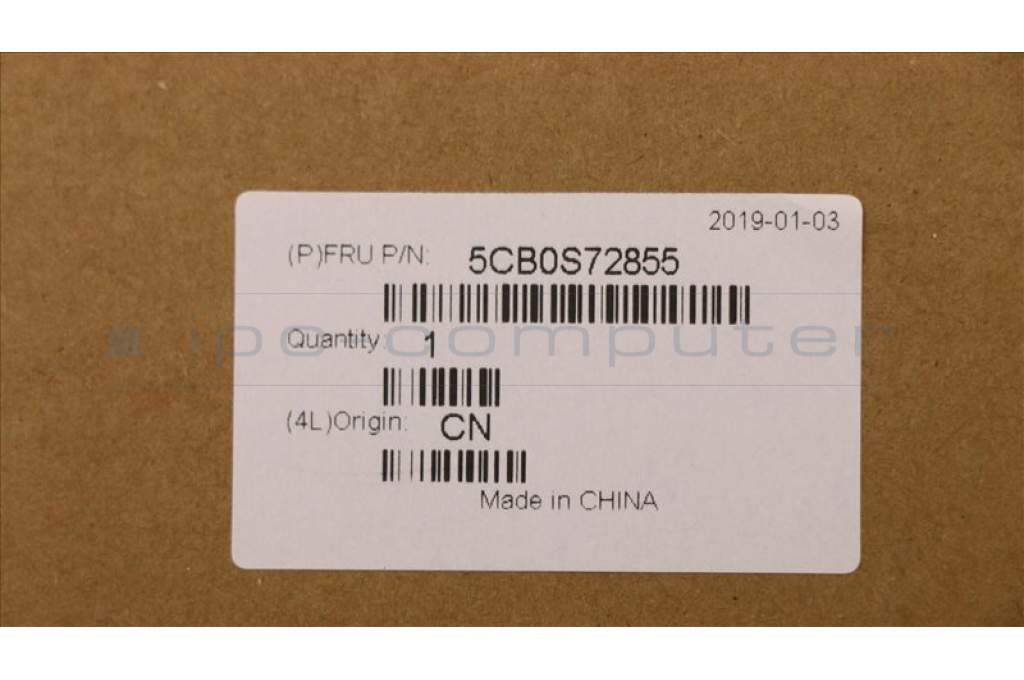 2019-01-03
(P)FRU P/N: 5CB0S72855
ipc computer
Quantity: 1
(4L)Origin: CN
Made in CHINA